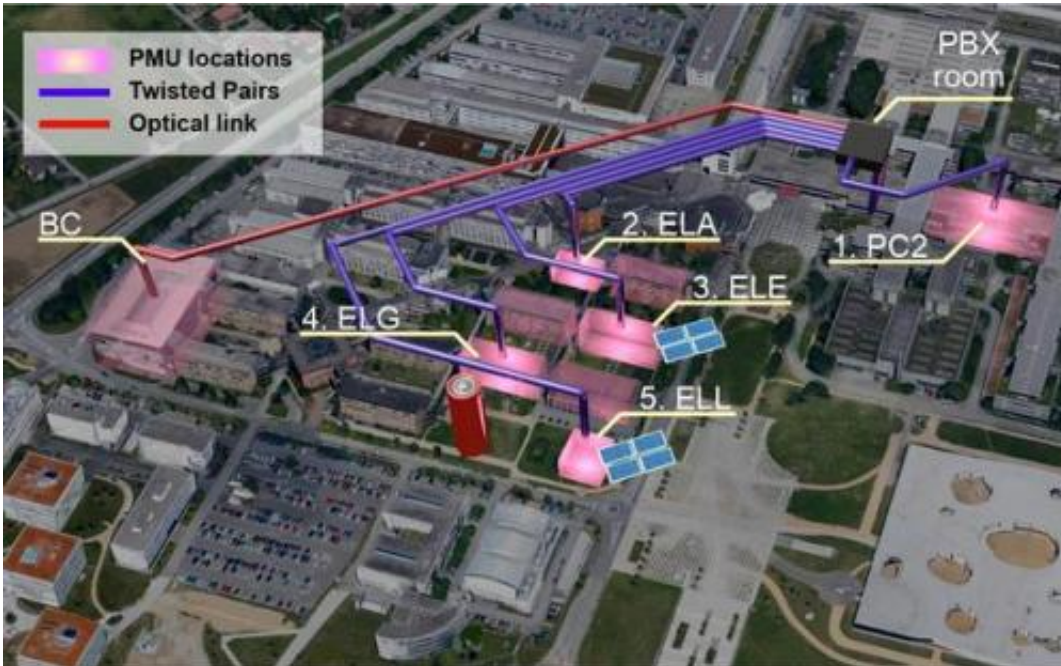 PMU locations
Twisted Pairs
Optical link
PBX
room
BC
2. ELA
1. PC2
3. ELE
4. ELG
5. ELL